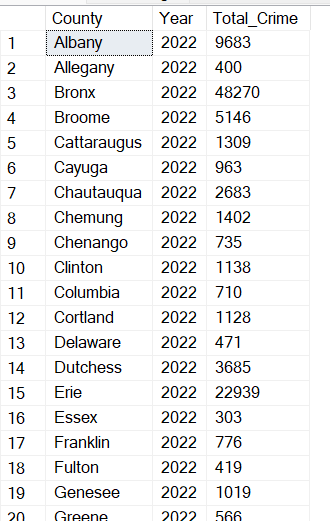 County Year Total_Crime
1 Albany 2022 9683
2 Allegany 2022 400
3 Bronx 2022 48270
4 Broome 2022 5146
5 Cattaraugus 2022 1309
6 Cayuga 2022 963
7 Chautauqua 2022 2683
8 Chemung 2022 1402
9 Chenango 2022 735
10 Clinton 2022 1138
11 Columbia 2022 710
12 Cortland 2022 1128
13 Delaware 2022 471
14 Dutchess 2022 3685
15 Erie 2022 22939
16 Essex 2022 303
17 Franklin 2022 776
18 Fulton 2022 419
19 Genesee 2022 1019
20 Greene 2022 566